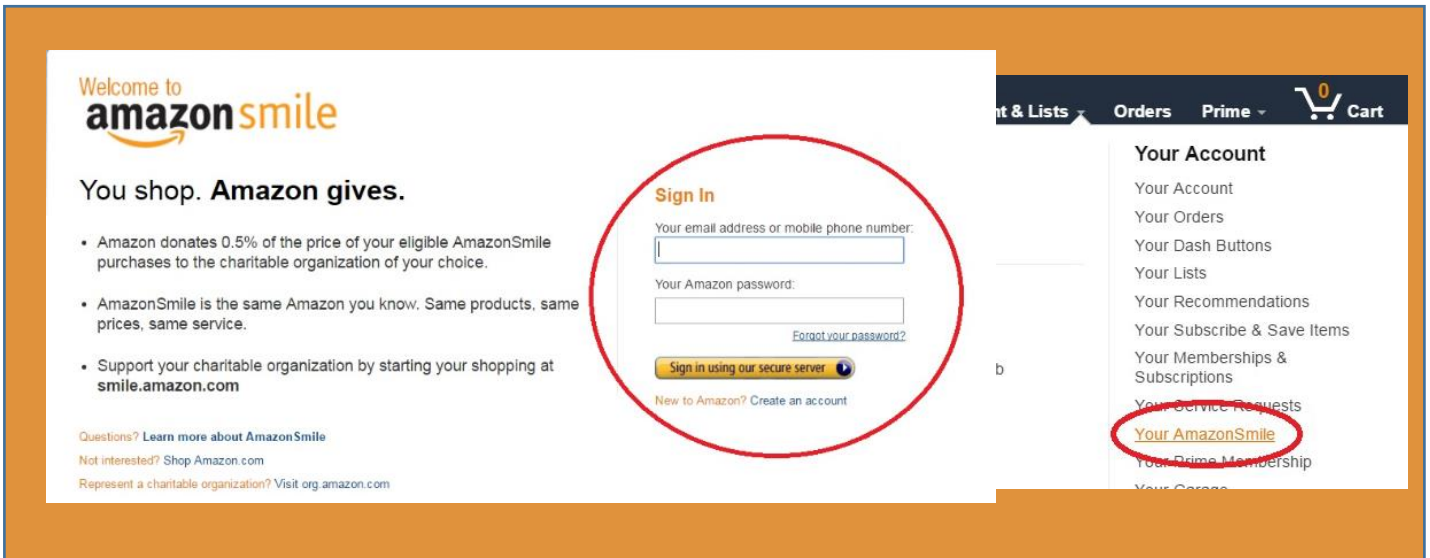 Welcome to
amazonsmile
You shop. Amazon gives.
• Amazon donates 0.5% of the price of your eligible AmazonSmile
purchases to the charitable organization of your choice.
• AmazonSmile is the same Amazon you know. Same products, same
prices, same service.
• Support your charitable organization by starting your shopping at
smile.amazon.com
Questions? Learn more about AmazonSmile
Not interested? Shop Amazon.com
Represent a charitable organization? Visit org.amazon.com
Sign In
Your email address or mobile phone number:
Your Amazon password:
Forgot your password?
Sign in using our secure server
New to Amazon? Create an account
nt & Lists Orders Prime 0 Cart
b
Your Account
Your Account
Your Orders
Your Dash Buttons
Your Lists
Your Recommendations
Your Subscribe & Save Items
Your Memberships &
Subscriptions
Your Service Requests
Your AmazonSmile
Your Prime Membership
Your Garage